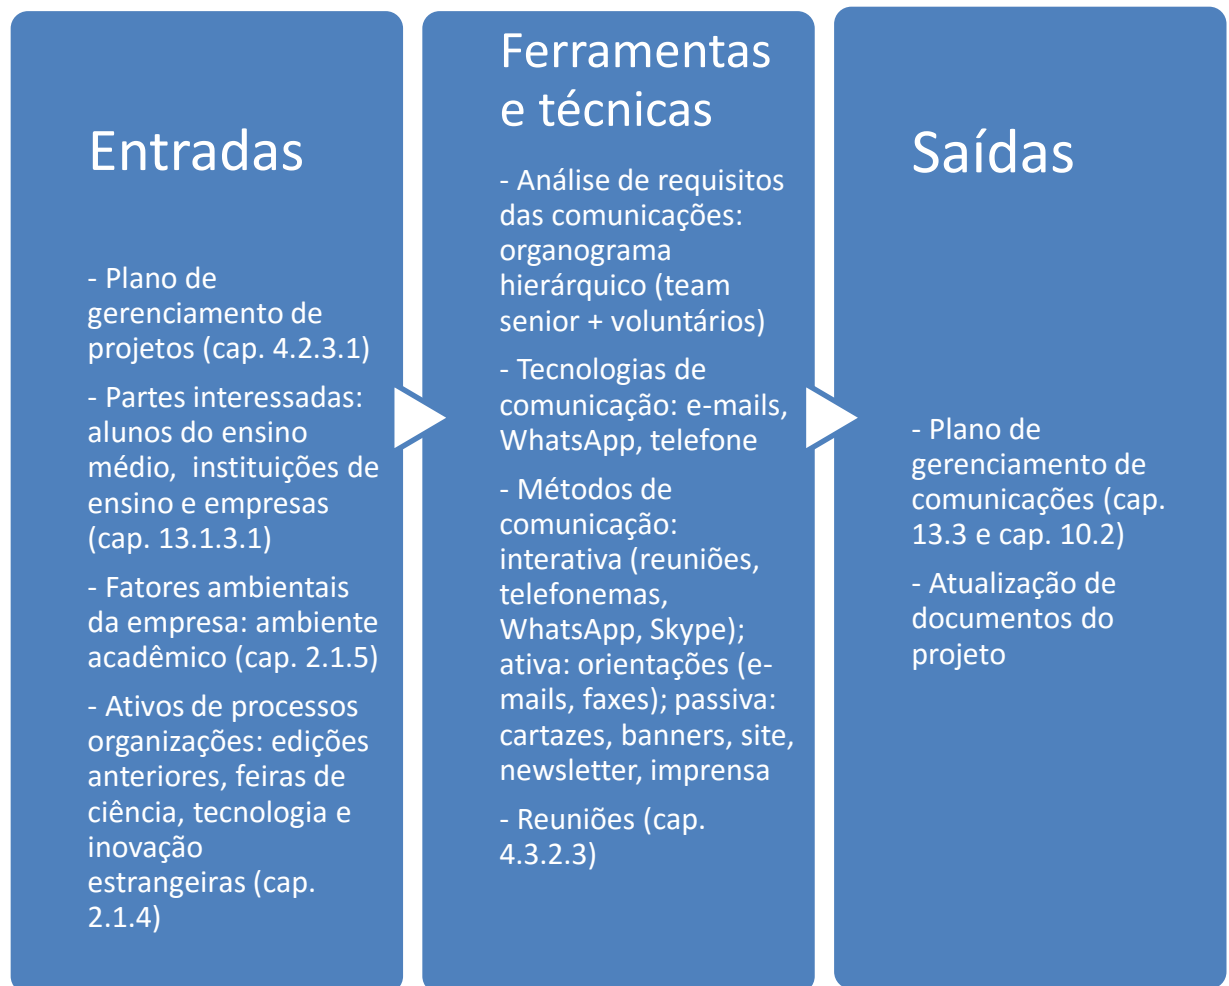 Entradas
- Plano de
gerenciamento de
projetos (cap. 4.2.3.1)
- Partes interessadas:
alunos do ensino
médio,  instituições de
ensino e empresas
(cap. 13.1.3.1)
- Fatores ambientais
da empresa: ambiente
acadêmico (cap. 2.1.5)
- Ativos de processos
organizações: edições
anteriores, feiras de
ciência, tecnologia e
inovação
estrangeiras (cap.
2.1.4)
Ferramentas
e técnicas
- Análise de requisitos
das comunicações:
organograma
hierárquico (team
senior + voluntários)
- Tecnologias de
comunicação: e-mails,
WhatsApp, telefone
- Métodos de
comunicação:
interativa (reuniões,
telefonemas,
WhatsApp, Skype);
ativa: orientações (e-
mails, faxes); passiva:
cartazes, banners, site,
newsletter, imprensa
- Reuniões (cap.
4.3.2.3)
Saídas
- Plano de
gerenciamento de
comunicações (cap.
13.3 e cap. 10.2)
- Atualização de
documentos do
projeto